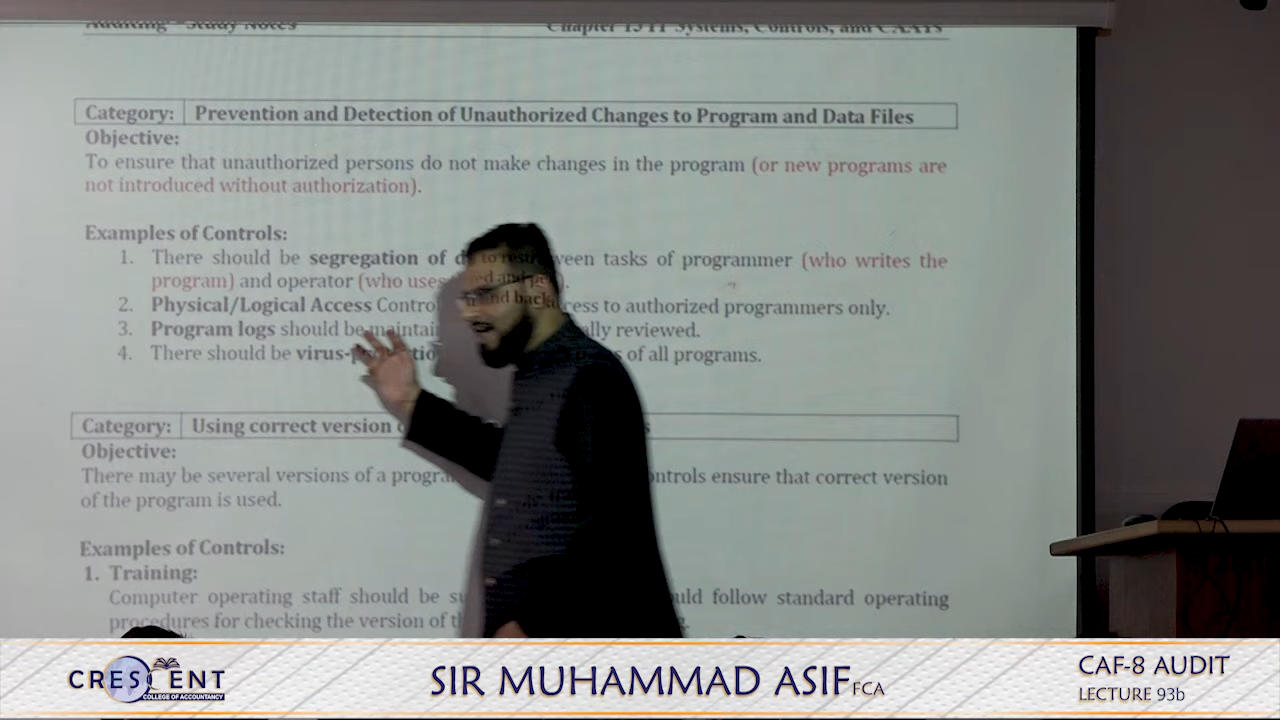 Auditing – Study Notes Chapter 13 IT Systems, Controls, and CAATs
Category: Prevention and Detection of Unauthorized Changes to Program and Data Files
Objective:
To ensure that unauthorized persons do not make changes in the program (or new programs are
not introduced without authorization).
Examples of Controls:
1. There should be segregation of tasks of programmer (who writes the
program) and operator (who uses
2. Physical/Logical Access to authorized programmers only.
3. Program logs should be reviewed.
4. There should be of all programs.
Category: Using correct version
Objective:
There may be several versions of a ensure that correct version
of the program is used.
Examples of Controls:
1. Training:
Computer operating staff should be follow standard operating
procedures for checking the version of
CRESCENT
COLLEGE OF ACCOUNTANCY
SIR MUHAMMAD ASIF FCA
CAF-8 AUDIT
LECTURE 93b